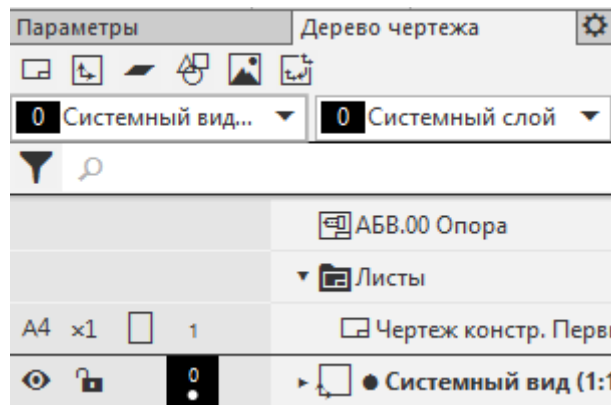 Параметры
Дерево чертежа
0 Системный вид...
0 Системный слой
АБВ.00 Опора
Листы
A4 ×1 1 Чертеж констр. Перв
0 Системный вид (1:1